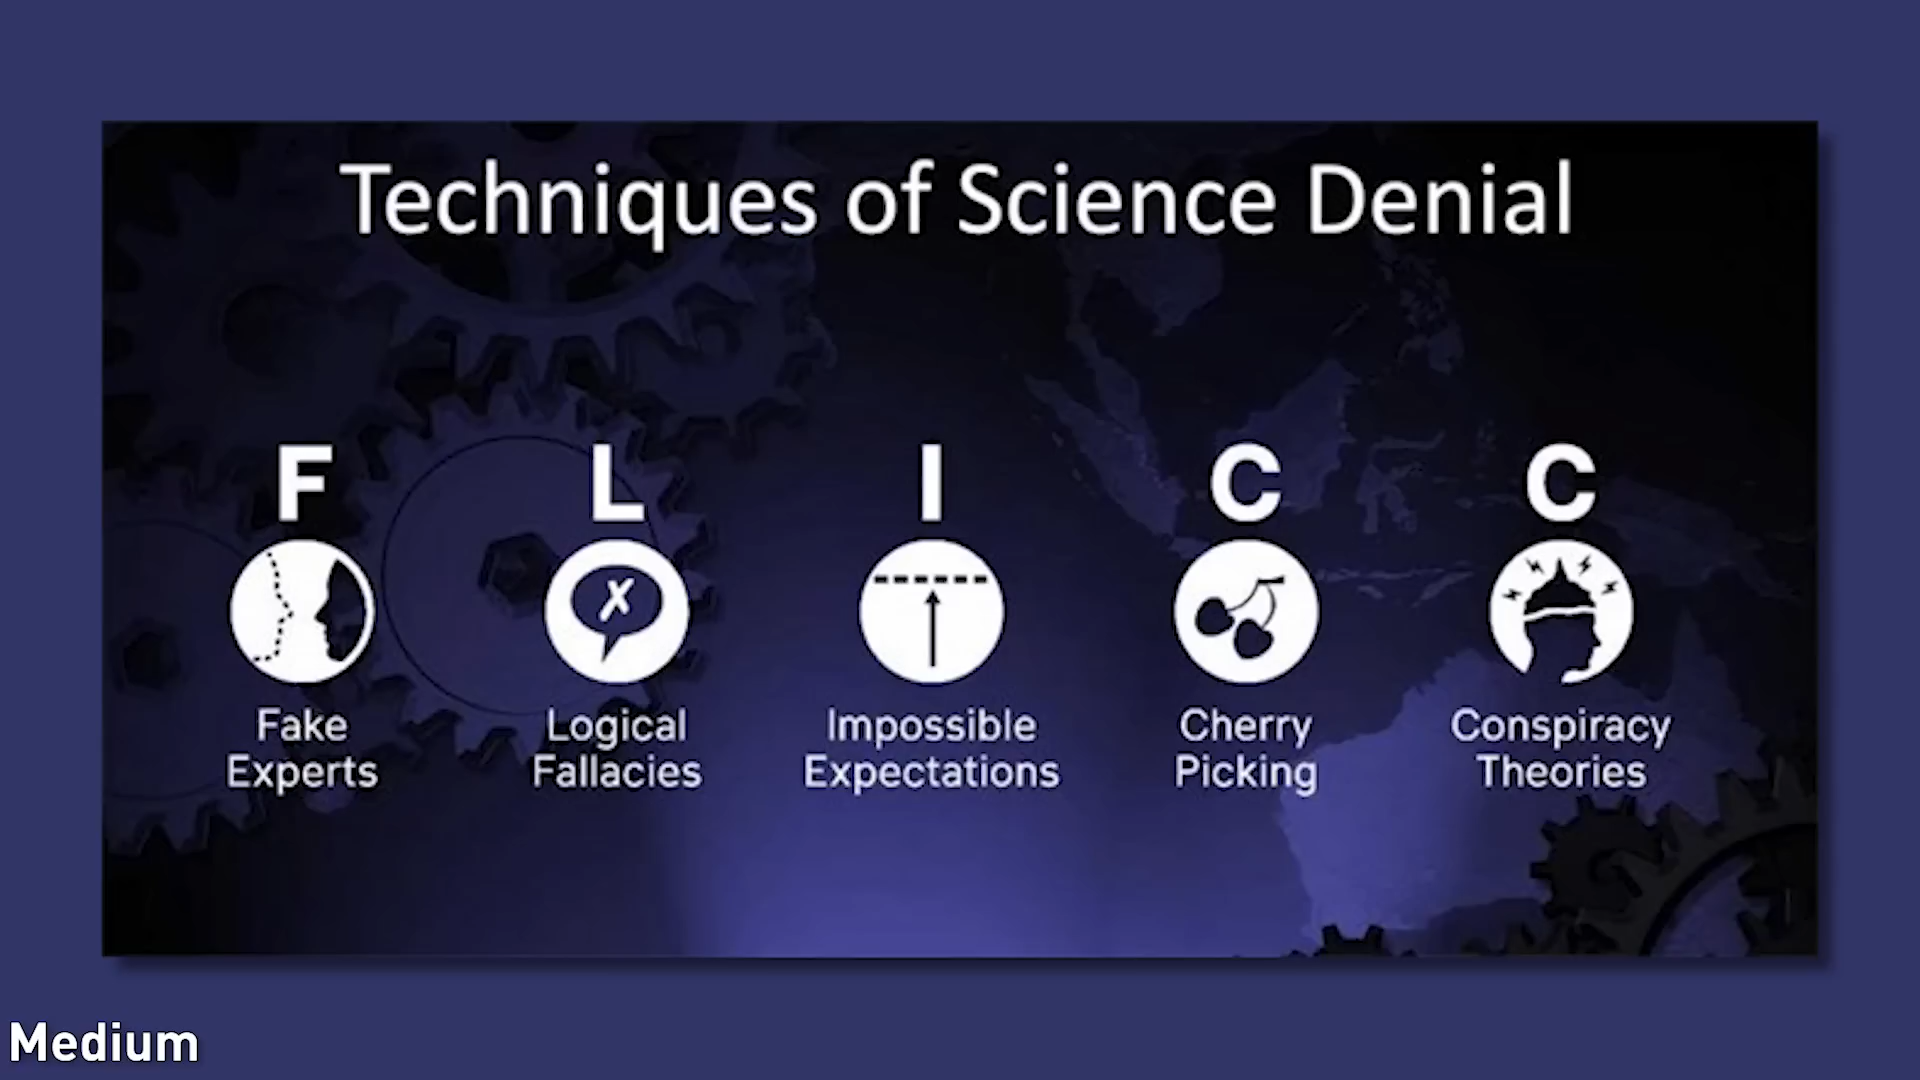 Techniques of Science Denial
F L I C C
X
Fake Experts
Logical Fallacies
Impossible Expectations
Cherry Picking
Conspiracy Theories
Medium